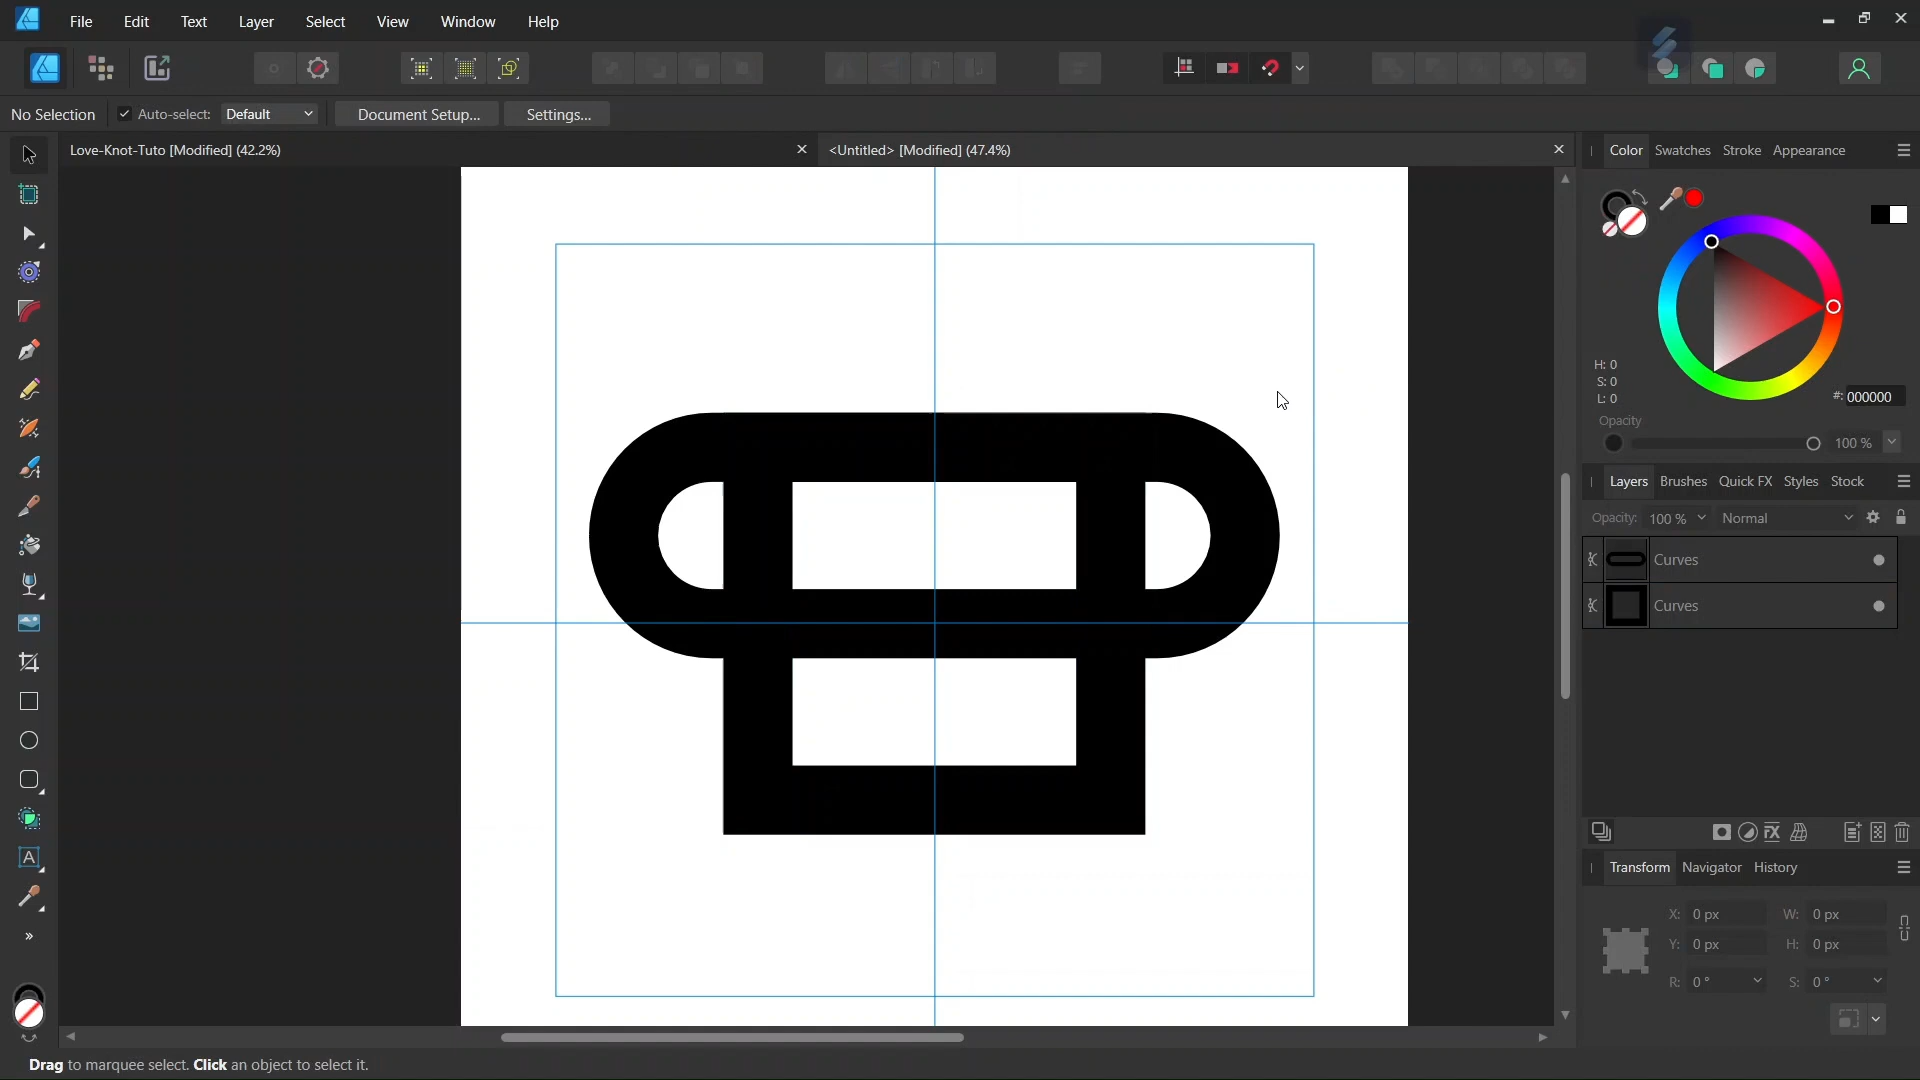 File Edit Text Layer Select View Window Help
No Selection Auto-select: Default Document Setup... Settings...
Love-Knot-Tuto [Modified] (42.2%)
<Untitled> [Modified] (47.4%)
Color Swatches Stroke Appearance
H: 0
S: 0
L: 0
#: 000000
Opacity
100 %
Layers Brushes Quick FX Styles Stock
Opacity: 100 % Normal
Curves
Curves
Transform Navigator History
X: 0 px W: 0 px
Y: 0 px H: 0 px
R: 0 ° S: 0 °
Drag to marquee select. Click an object to select it.